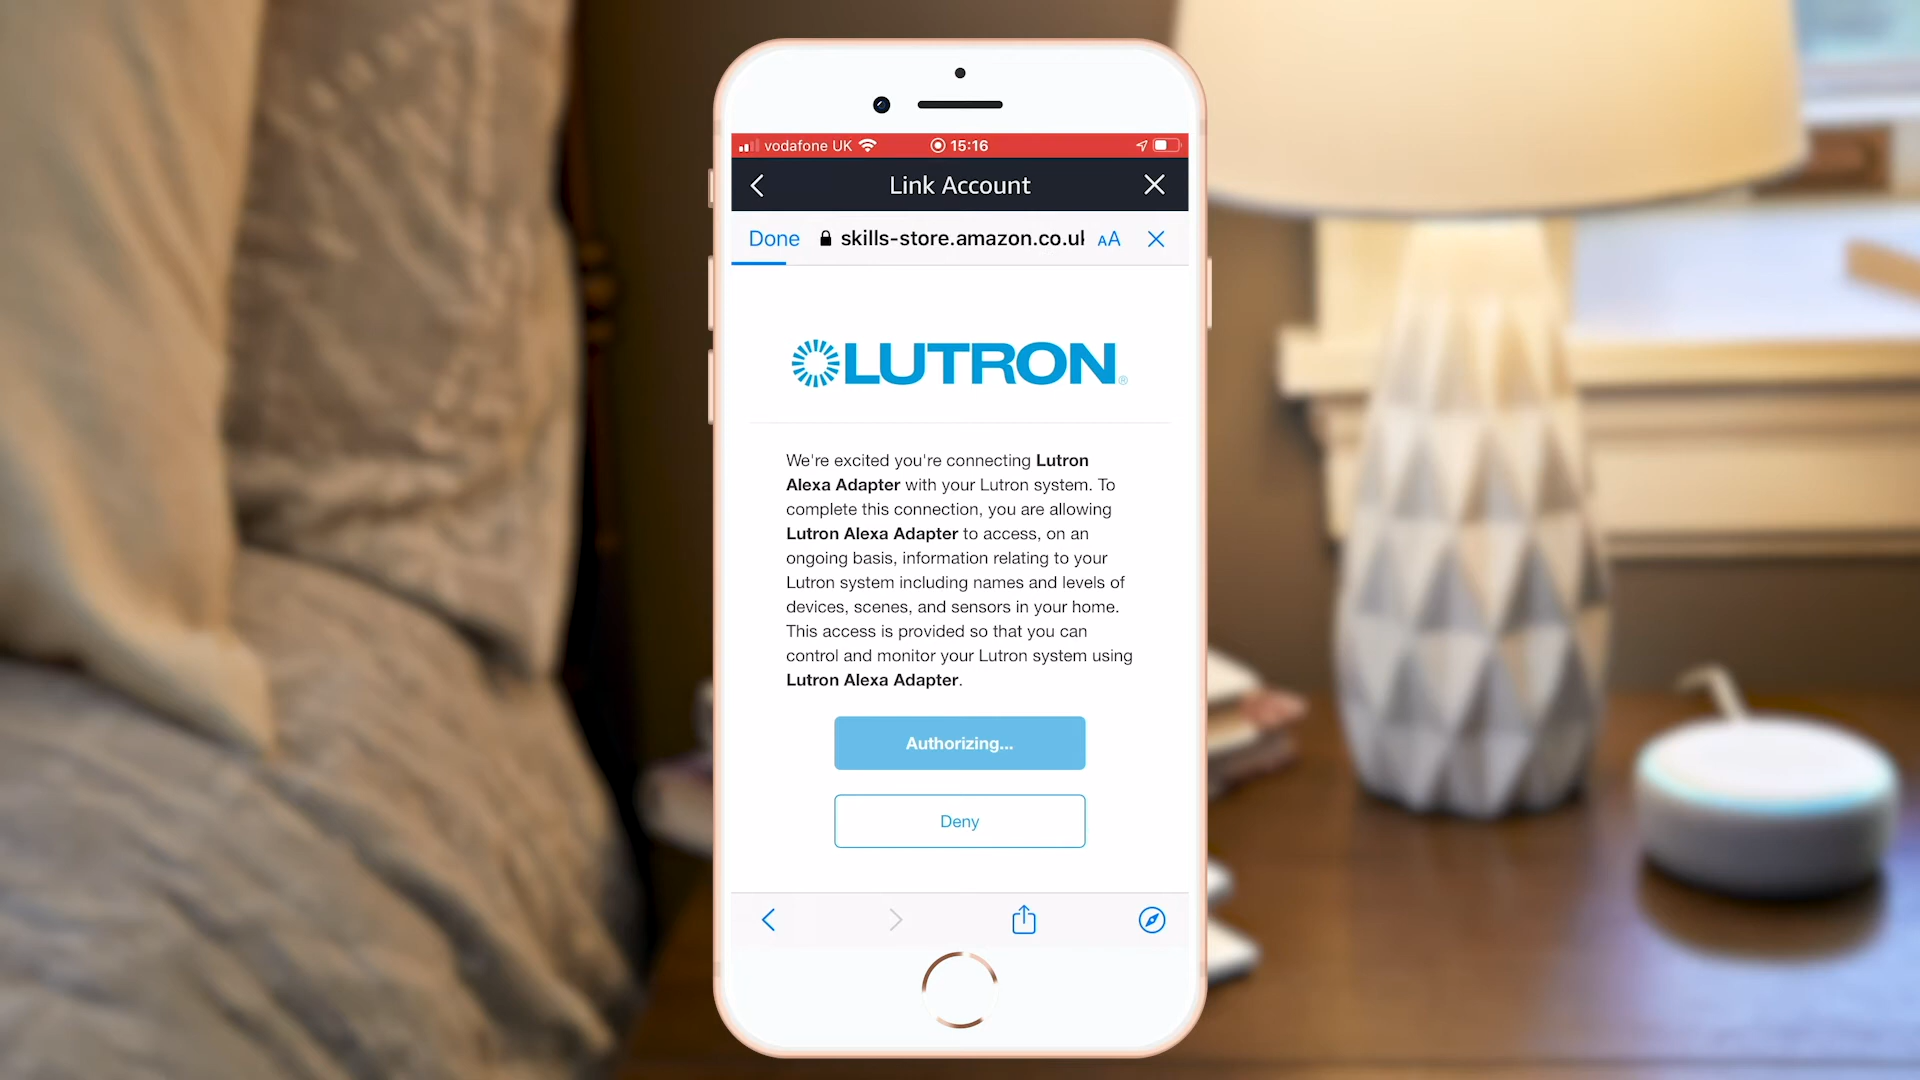 vodafone UK 15:16
Link Account
Done skills-store.amazon.co.uk AA
LUTRON®
We're excited you're connecting Lutron
Alexa Adapter with your Lutron system. To
complete this connection, you are allowing
Lutron Alexa Adapter to access, on an
ongoing basis, information relating to your
Lutron system including names and levels of
devices, scenes, and sensors in your home.
This access is provided so that you can
control and monitor your Lutron system using
Lutron Alexa Adapter.
Authorizing...
Deny